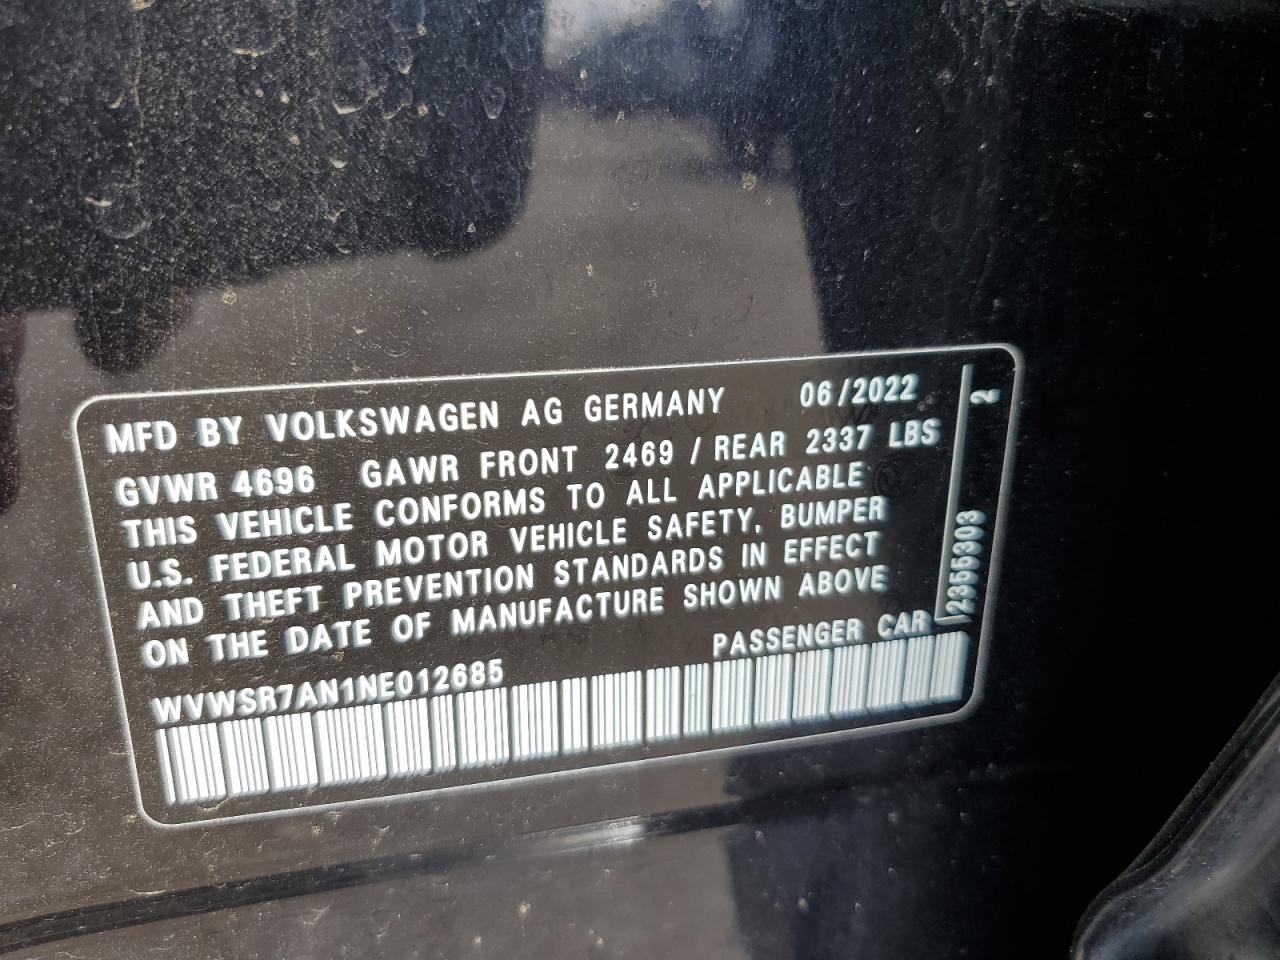 MFD BY VOLKSWAGEN AG GERMANY 06/2022
GVWR 4696 GAWR FRONT 2469 / REAR 2337 LBS
THIS VEHICLE CONFORMS TO ALL APPLICABLE
U.S. FEDERAL MOTOR VEHICLE SAFETY, BUMPER
AND THEFT PREVENTION STANDARDS IN EFFECT
ON THE DATE OF MANUFACTURE SHOWN ABOVE
PASSENGER CAR
WVWSR7AN1NE012685
2355303 2